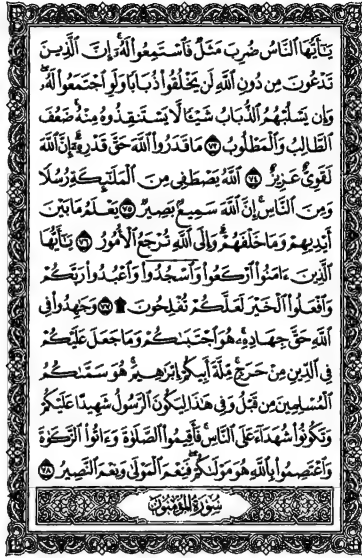 يَـٰٓأَيُّهَا ٱلنَّاسُ ضُرِبَ مَثَلٌ فَٱسْتَمِعُوا۟ لَهُۥٓ ۚ إِنَّ ٱلَّذِينَ
تَدْعُونَ مِن دُونِ ٱللَّهِ لَن يَخْلُقُوا۟ ذُبَابًا وَلَوِ ٱجْتَمَعُوا۟ لَهُۥ ۖ
وَإِن يَسْلُبْهُمُ ٱلذُّبَابُ شَيْـًٔا لَّا يَسْتَنقِذُوهُ مِنْهُ ۚ ضَعُفَ
ٱلطَّالِبُ وَٱلْمَطْلُوبُ ٧٣ مَا قَدَرُوا۟ ٱللَّهَ حَقَّ قَدْرِهِۦٓ ۗ إِنَّ ٱللَّهَ
لَقَوِىٌّ عَزِيزٌ ٧٤ ٱللَّهُ يَصْطَفِى مِنَ ٱلْمَلَـٰٓئِكَةِ رُسُلًا
وَمِنَ ٱلنَّاسِ ۚ إِنَّ ٱللَّهَ سَمِيعٌۢ بَصِيرٌ ٧٥ يَعْلَمُ مَا بَيْنَ
أَيْدِيهِمْ وَمَا خَلْفَهُمْ ۗ وَإِلَى ٱللَّهِ تُرْجَعُ ٱلْأُمُورُ ٧٦ يَـٰٓأَيُّهَا
ٱلَّذِينَ ءَامَنُوا۟ ٱرْكَعُوا۟ وَٱسْجُدُوا۟ وَٱعْبُدُوا۟ رَبَّكُمْ
وَٱفْعَلُوا۟ ٱلْخَيْرَ لَعَلَّكُمْ تُفْلِحُونَ ۩ ٧٧ وَجَـٰهِدُوا۟ فِى
ٱللَّهِ حَقَّ جِهَادِهِۦ ۚ هُوَ ٱجْتَبَىٰكُمْ وَمَا جَعَلَ عَلَيْكُمْ
فِى ٱلدِّينِ مِنْ حَرَجٍ ۚ مِّلَّةَ أَبِيكُمْ إِبْرَٰهِيمَ ۚ هُوَ سَمَّىٰكُمُ
ٱلْمُسْلِمِينَ مِن قَبْلُ وَفِى هَـٰذَا لِيَكُونَ ٱلرَّسُولُ شَهِيدًا عَلَيْكُمْ
وَتَكُونُوا۟ شُهَدَآءَ عَلَى ٱلنَّاسِ ۚ فَأَقِيمُوا۟ ٱلصَّلَوٰةَ وَءَاتُوا۟ ٱلزَّكَوٰةَ
وَٱعْتَصِمُوا۟ بِٱللَّهِ هُوَ مَوْلَىٰكُمْ ۖ فَنِعْمَ ٱلْمَوْلَىٰ وَنِعْمَ ٱلنَّصِيرُ ٧٨
سُورَةُ الْمُؤْمِنُونَ